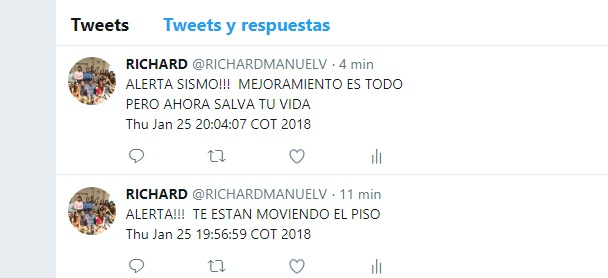 Tweets Tweets y respuestas
RICHARD @RICHARDMANUELV · 4 min
ALERTA SISMO!!! MEJORAMIENTO ES TODO
PERO AHORA SALVA TU VIDA
Thu Jan 25 20:04:07 COT 2018
RICHARD @RICHARDMANUELV · 11 min
ALERTA!!! TE ESTAN MOVIENDO EL PISO
Thu Jan 25 19:56:59 COT 2018